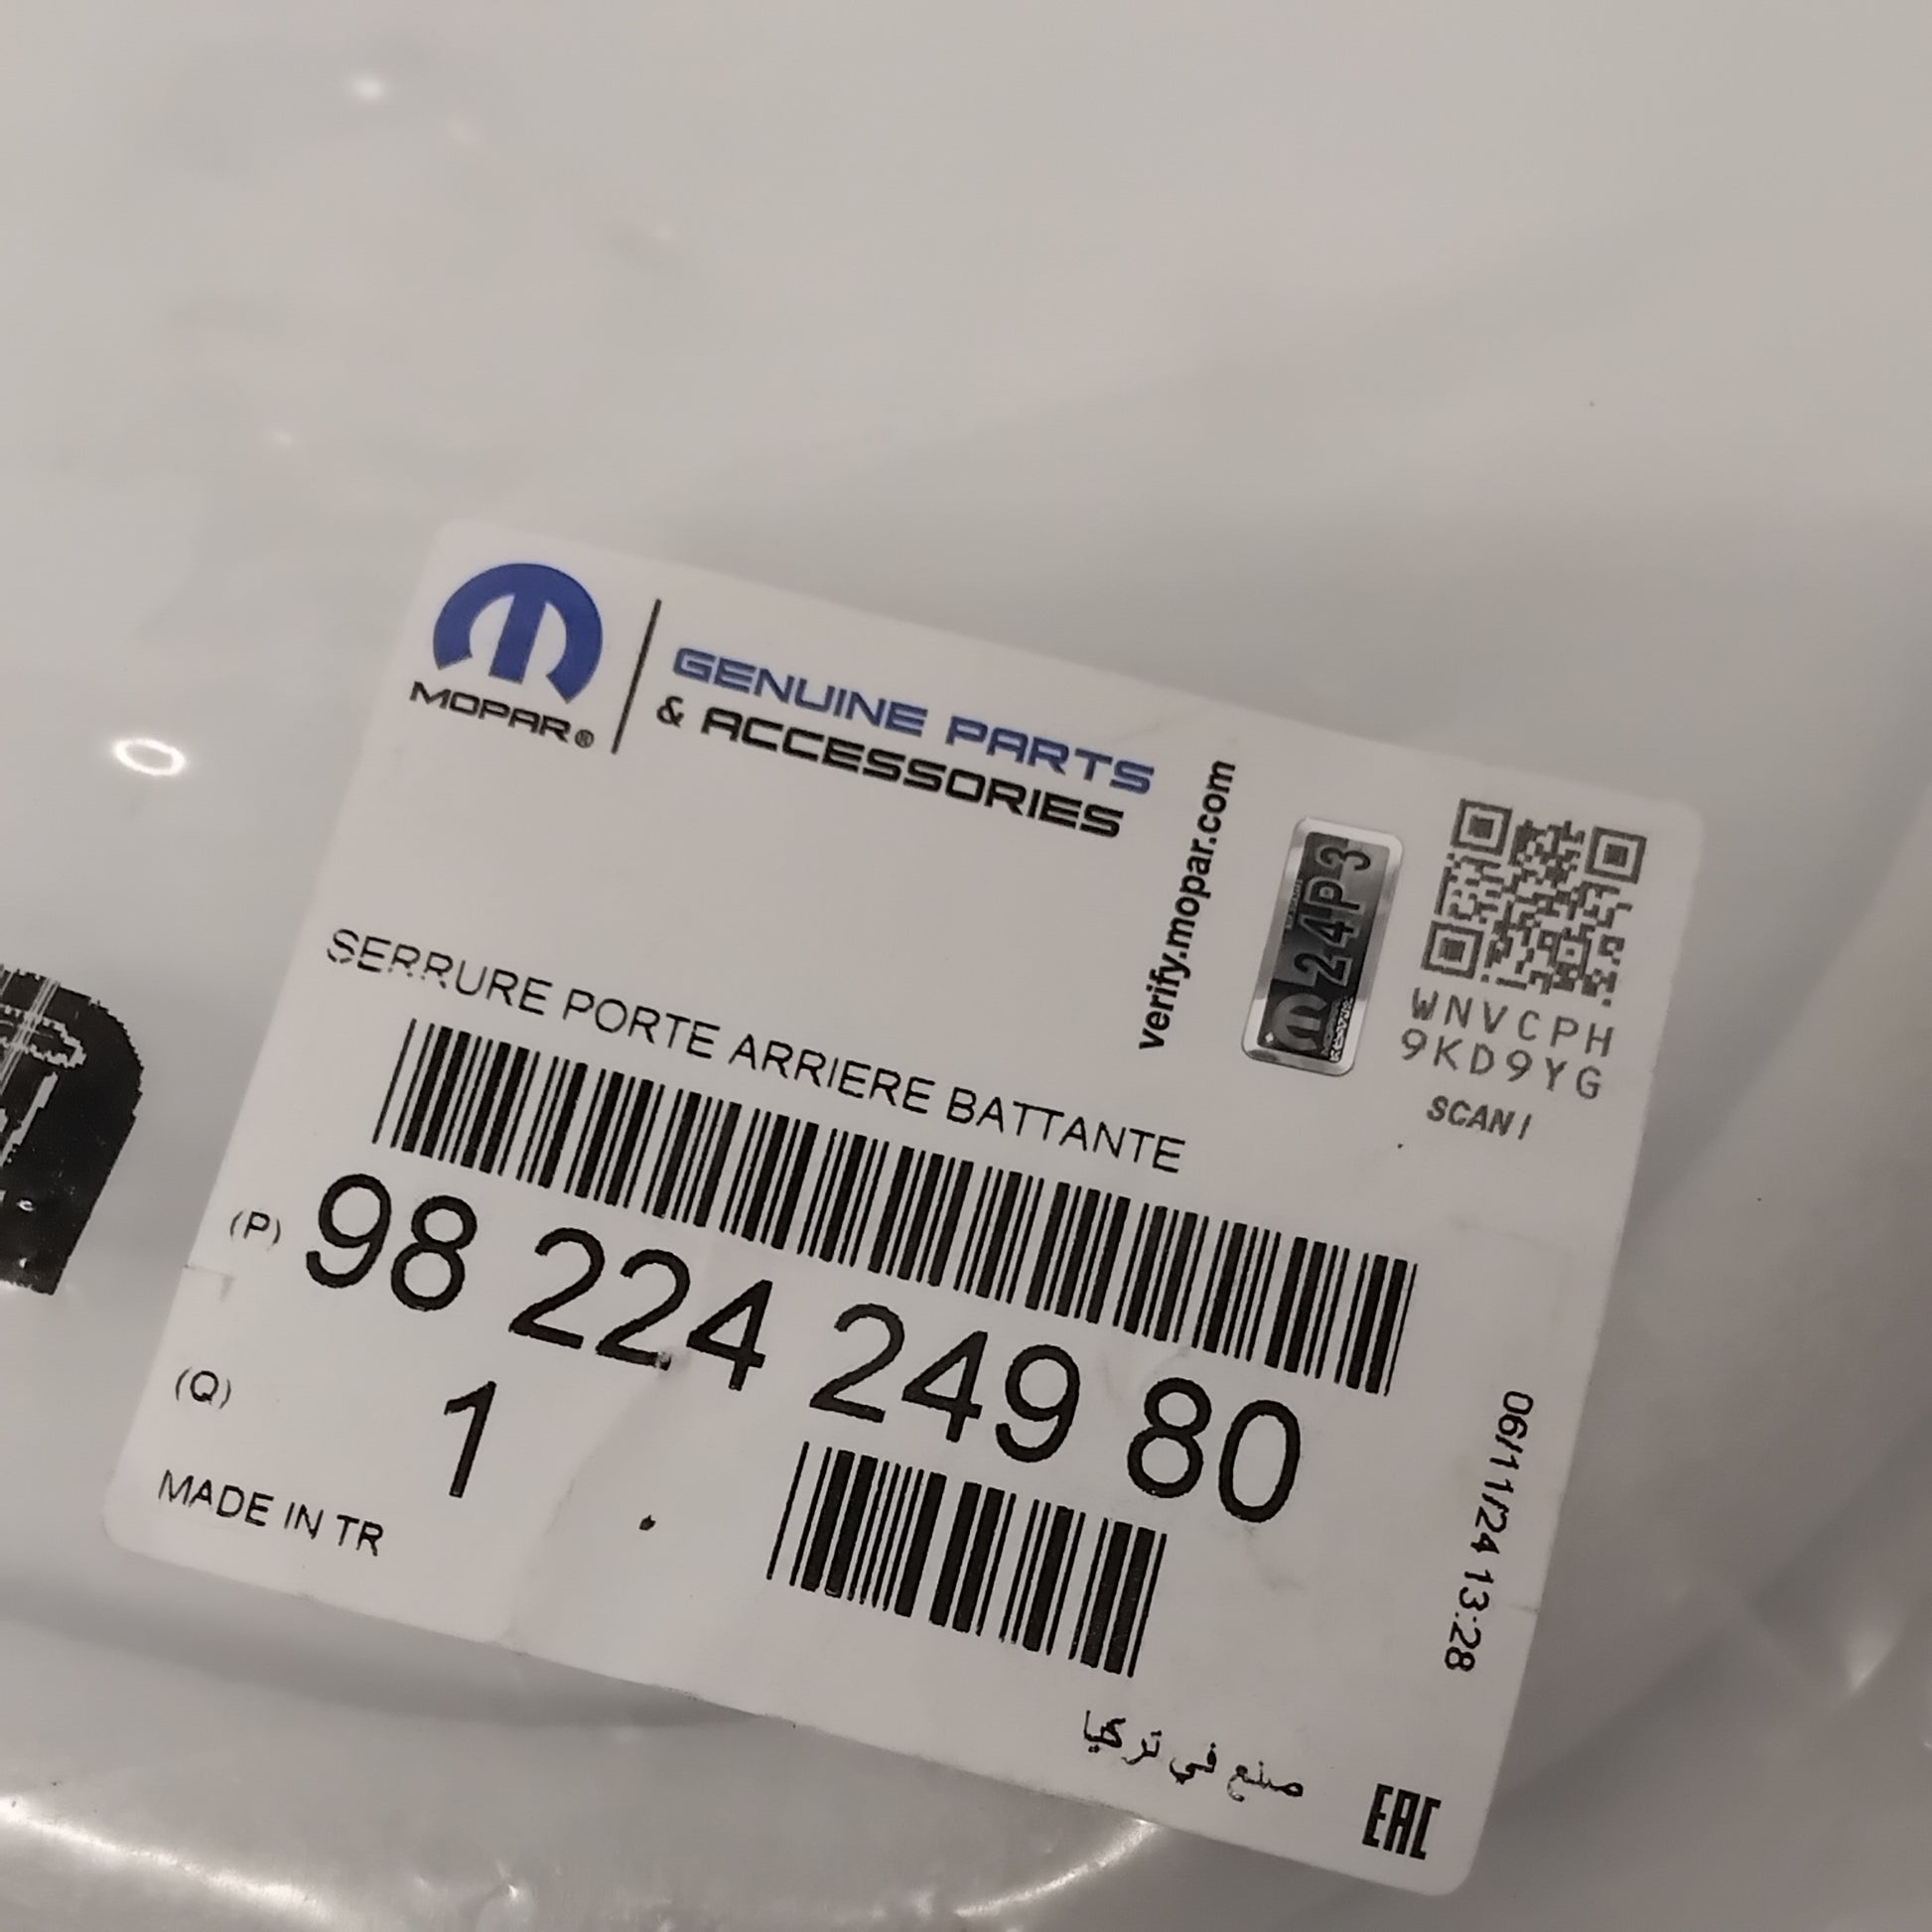 MOPAR®
GENUINE PARTS
& ACCESSORIES
verify.mopar.com
24P3
WNVCPH
9KD9YG
SCAN!
SERRURE PORTE ARRIERE BATTANTE
(P) 98 224 249 80
(Q) 1
MADE IN TR
06/11/24 13:28
صنع في تركيا
EAC